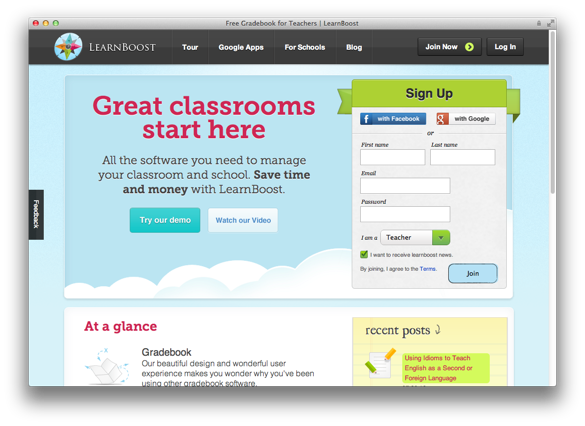 Free Gradebook for Teachers | LearnBoost
LearnBoost
Tour
Google Apps
For Schools
Blog
Join Now
Log In
Great classrooms
start here
All the software you need to manage
your classroom and school. Save time
and money with LearnBoost.
Try our demo
Watch our Video
Feedback
Sign Up
f with Facebook
g with Google
or
First name
Last name
Email
Password
I am a
Teacher
I want to receive learnboost news.
By joining, I agree to the Terms.
Join
At a glance
Gradebook
Our beautiful design and wonderful user
experience makes you wonder why you've been
using other gradebook software.
recent posts
Using Idioms to Teach
English as a Second or
Foreign Language